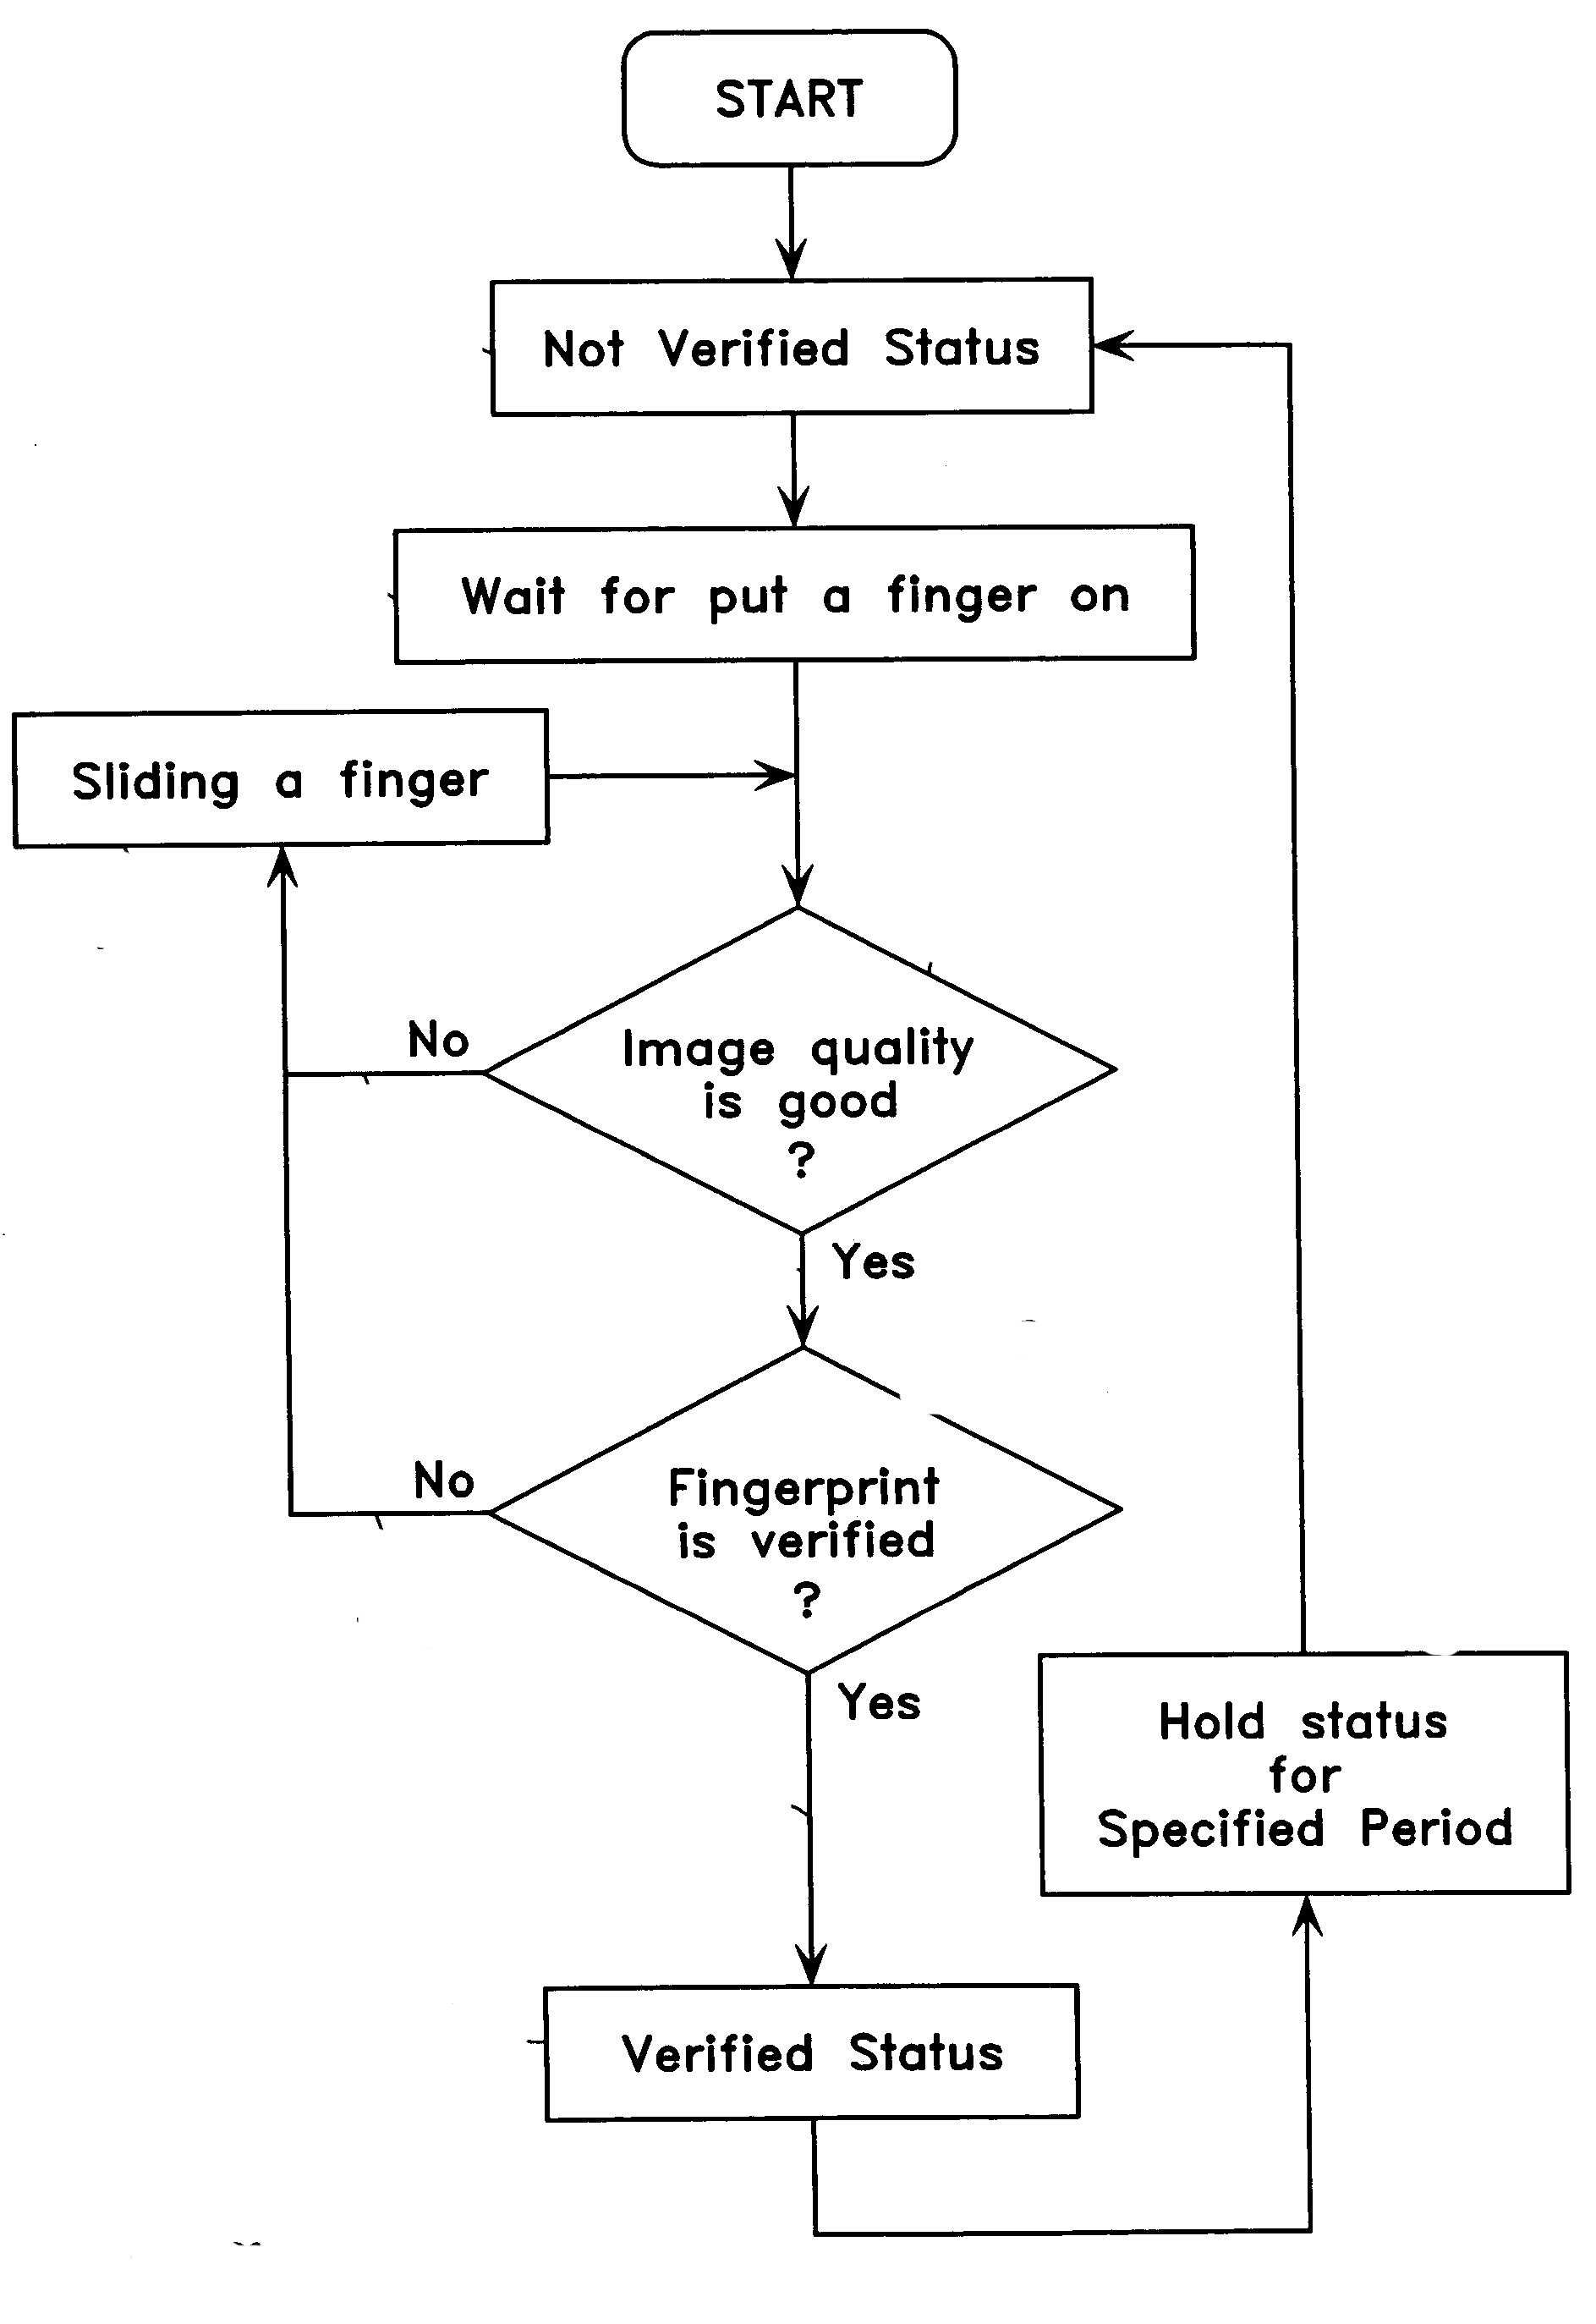 START
Not Verified Status
Wait for put a finger on
Sliding a finger
No
Image quality
is good
?
Yes
No
Fingerprint
is verified
?
Yes
Hold status
for
Specified Period
Verified Status